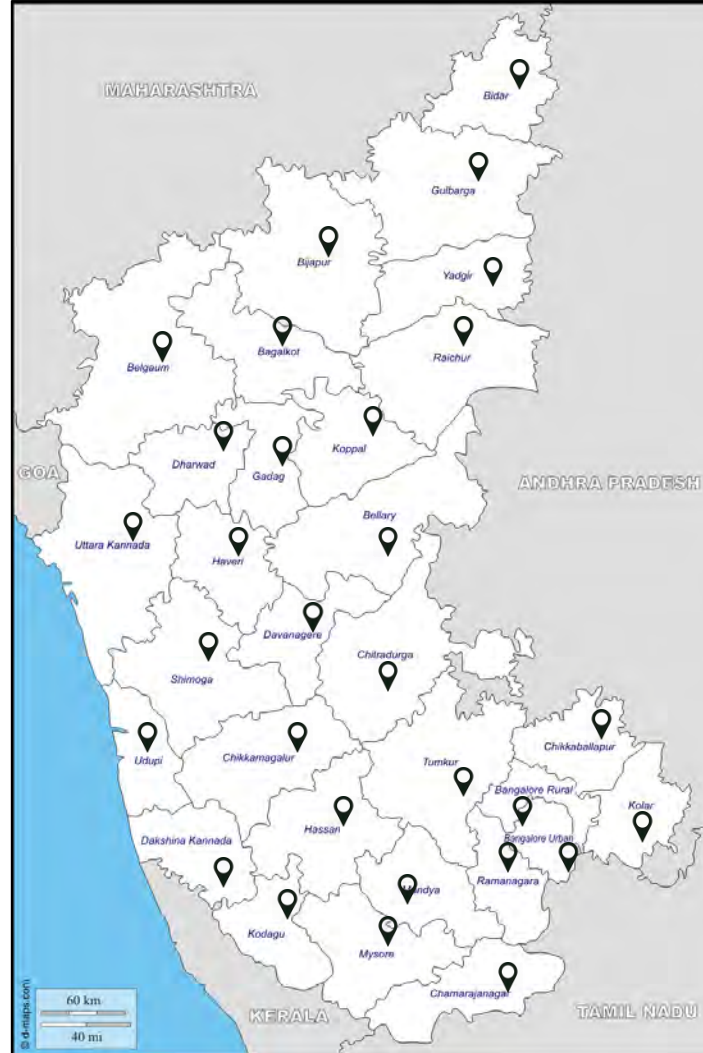 MAHARASHTRA
Bidar
Gulbarga
Bijapur
Yadgir
Bagalkot
Raichur
Belgaum
Koppal
Dharwad
Gadag
GOA
ANDHRA PRADESH
Bellary
Uttara Kannada
Haveri
Davanagere
Chitradurga
Shimoga
Chikkaballapur
Udupi
Chikkamagalur
Tumkur
Bangalore Rural
Kolar
Hassan
Bangalore Urban
Dakshina Kannada
Ramanagara
Mandya
Kodagu
Mysore
Chamarajanagar
60 km
40 mi
KERALA
TAMIL NADU
© d-maps.com